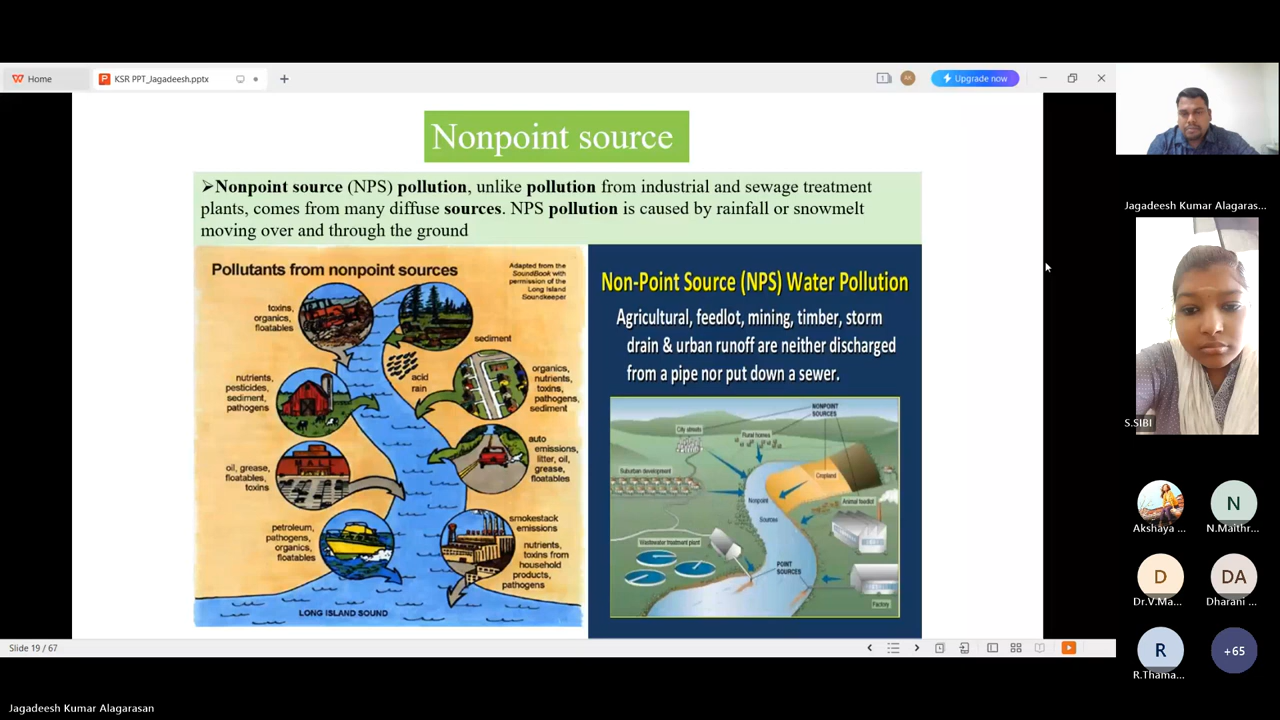 Home
KSR PPT_Jagadeesh.pptx
1
AK
Upgrade now
Nonpoint source
➢Nonpoint source (NPS) pollution, unlike pollution from industrial and sewage treatment
plants, comes from many diffuse sources. NPS pollution is caused by rainfall or snowmelt
moving over and through the ground
Pollutants from nonpoint sources
Adapted from the
SoundBook with
permission of the
Long Island
Soundkeeper
toxins,
organics,
floatables
sediment
acid
rain
nutrients,
pesticides,
sediment,
pathogens
organics,
nutrients,
toxins,
pathogens,
sediment
MALL
oil, grease,
floatables,
toxins
auto
emissions,
litter, oil,
grease,
floatables
petroleum,
pathogens,
organics,
floatables
smokestack
emissions
nutrients,
toxins from
household
products,
pathogens
LONG ISLAND SOUND
Non-Point Source (NPS) Water Pollution
Agricultural, feedlot, mining, timber, storm
drain & urban runoff are neither discharged
from a pipe nor put down a sewer.
NONPOINT
SOURCES
City streets
Rural homes
Suburban development
Cropland
Nonpoint
Sources
Animal feedlot
Wastewater treatment plant
POINT
SOURCES
Factory
Slide 19 / 67
Jagadeesh Kumar Alagaras...
S.SIBI
Akshaya ...
N
N.Maithr...
D
Dr.V.Ma...
DA
Dharani ...
R
R.Thama...
+65
Jagadeesh Kumar Alagarasan